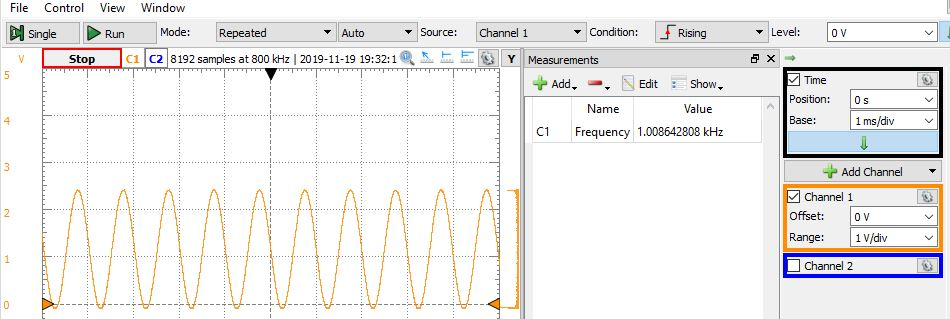 File Control View Window
Single Run Mode: Repeated Auto Source: Channel 1 Condition: Rising Level: 0 V
V Stop C1 C2 8192 samples at 800 kHz | 2019-11-19 19:32:1 Y
Measurements
Add Edit Show
Name Value
C1 Frequency 1.008642808 kHz
5
4
3
2
1
0
Time
Position: 0 s
Base: 1 ms/div
Add Channel
Channel 1
Offset: 0 V
Range: 1 V/div
Channel 2